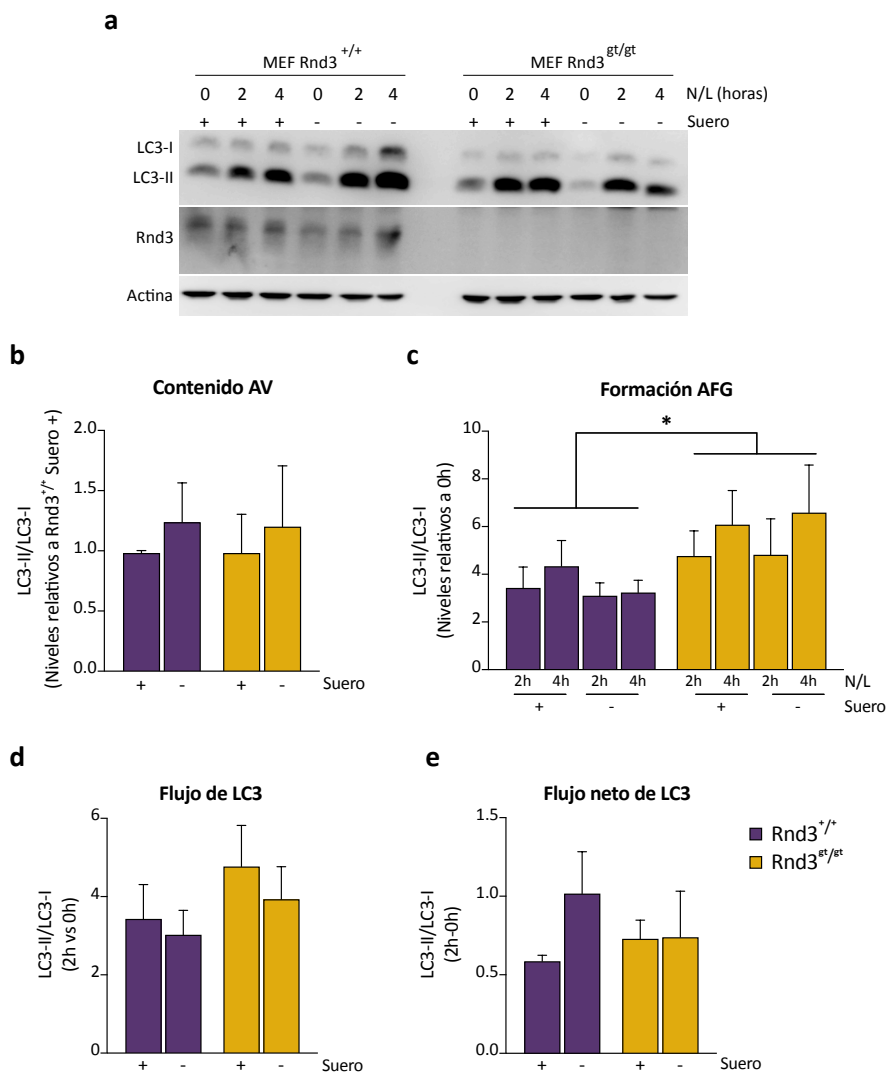 a
MEF Rnd3 +/+ MEF Rnd3 gt/gt
0 2 4 0 2 4 0 2 4 0 2 4 N/L (horas)
+ + + - - - + + + - - - Suero
LC3-I
LC3-II
Rnd3
Actina
b
Contenido AV
LC3-II/LC3-I
(Niveles relativos a Rnd3+/+ Suero +)
2.0
1.5
1.0
0.5
0.0
+ - + - Suero
c
Formación AFG
LC3-II/LC3-I
(Niveles relativos a 0h)
10
8
6
4
2
0
*
2h 4h 2h 4h 2h 4h 2h 4h N/L
+ - + - Suero
d
Flujo de LC3
LC3-II/LC3-I
(2h vs 0h)
6
4
2
0
+ - + - Suero
e
Flujo neto de LC3
LC3-II/LC3-I
(2h-0h)
1.5
1.0
0.5
0.0
+ - + - Suero
Rnd3+/+
Rnd3gt/gt